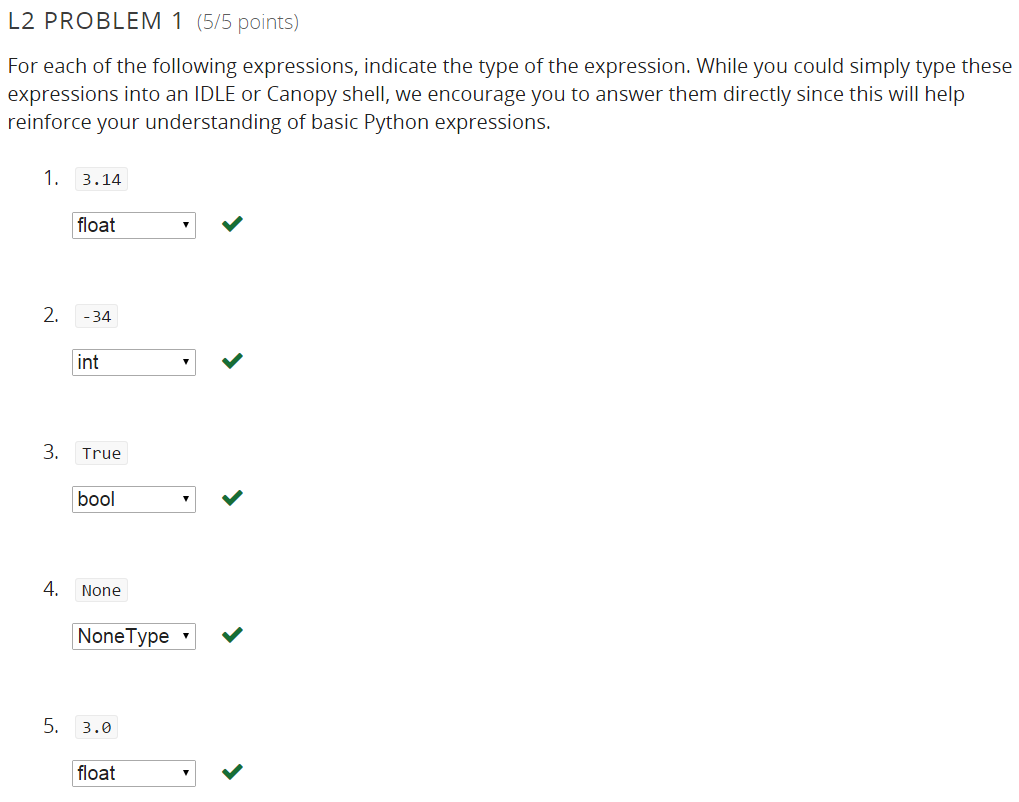 L2 PROBLEM 1 (5/5 points)
For each of the following expressions, indicate the type of the expression. While you could simply type these
expressions into an IDLE or Canopy shell, we encourage you to answer them directly since this will help
reinforce your understanding of basic Python expressions.
1. 3.14
float
2. -34
int
3. True
bool
4. None
NoneType
5. 3.0
float